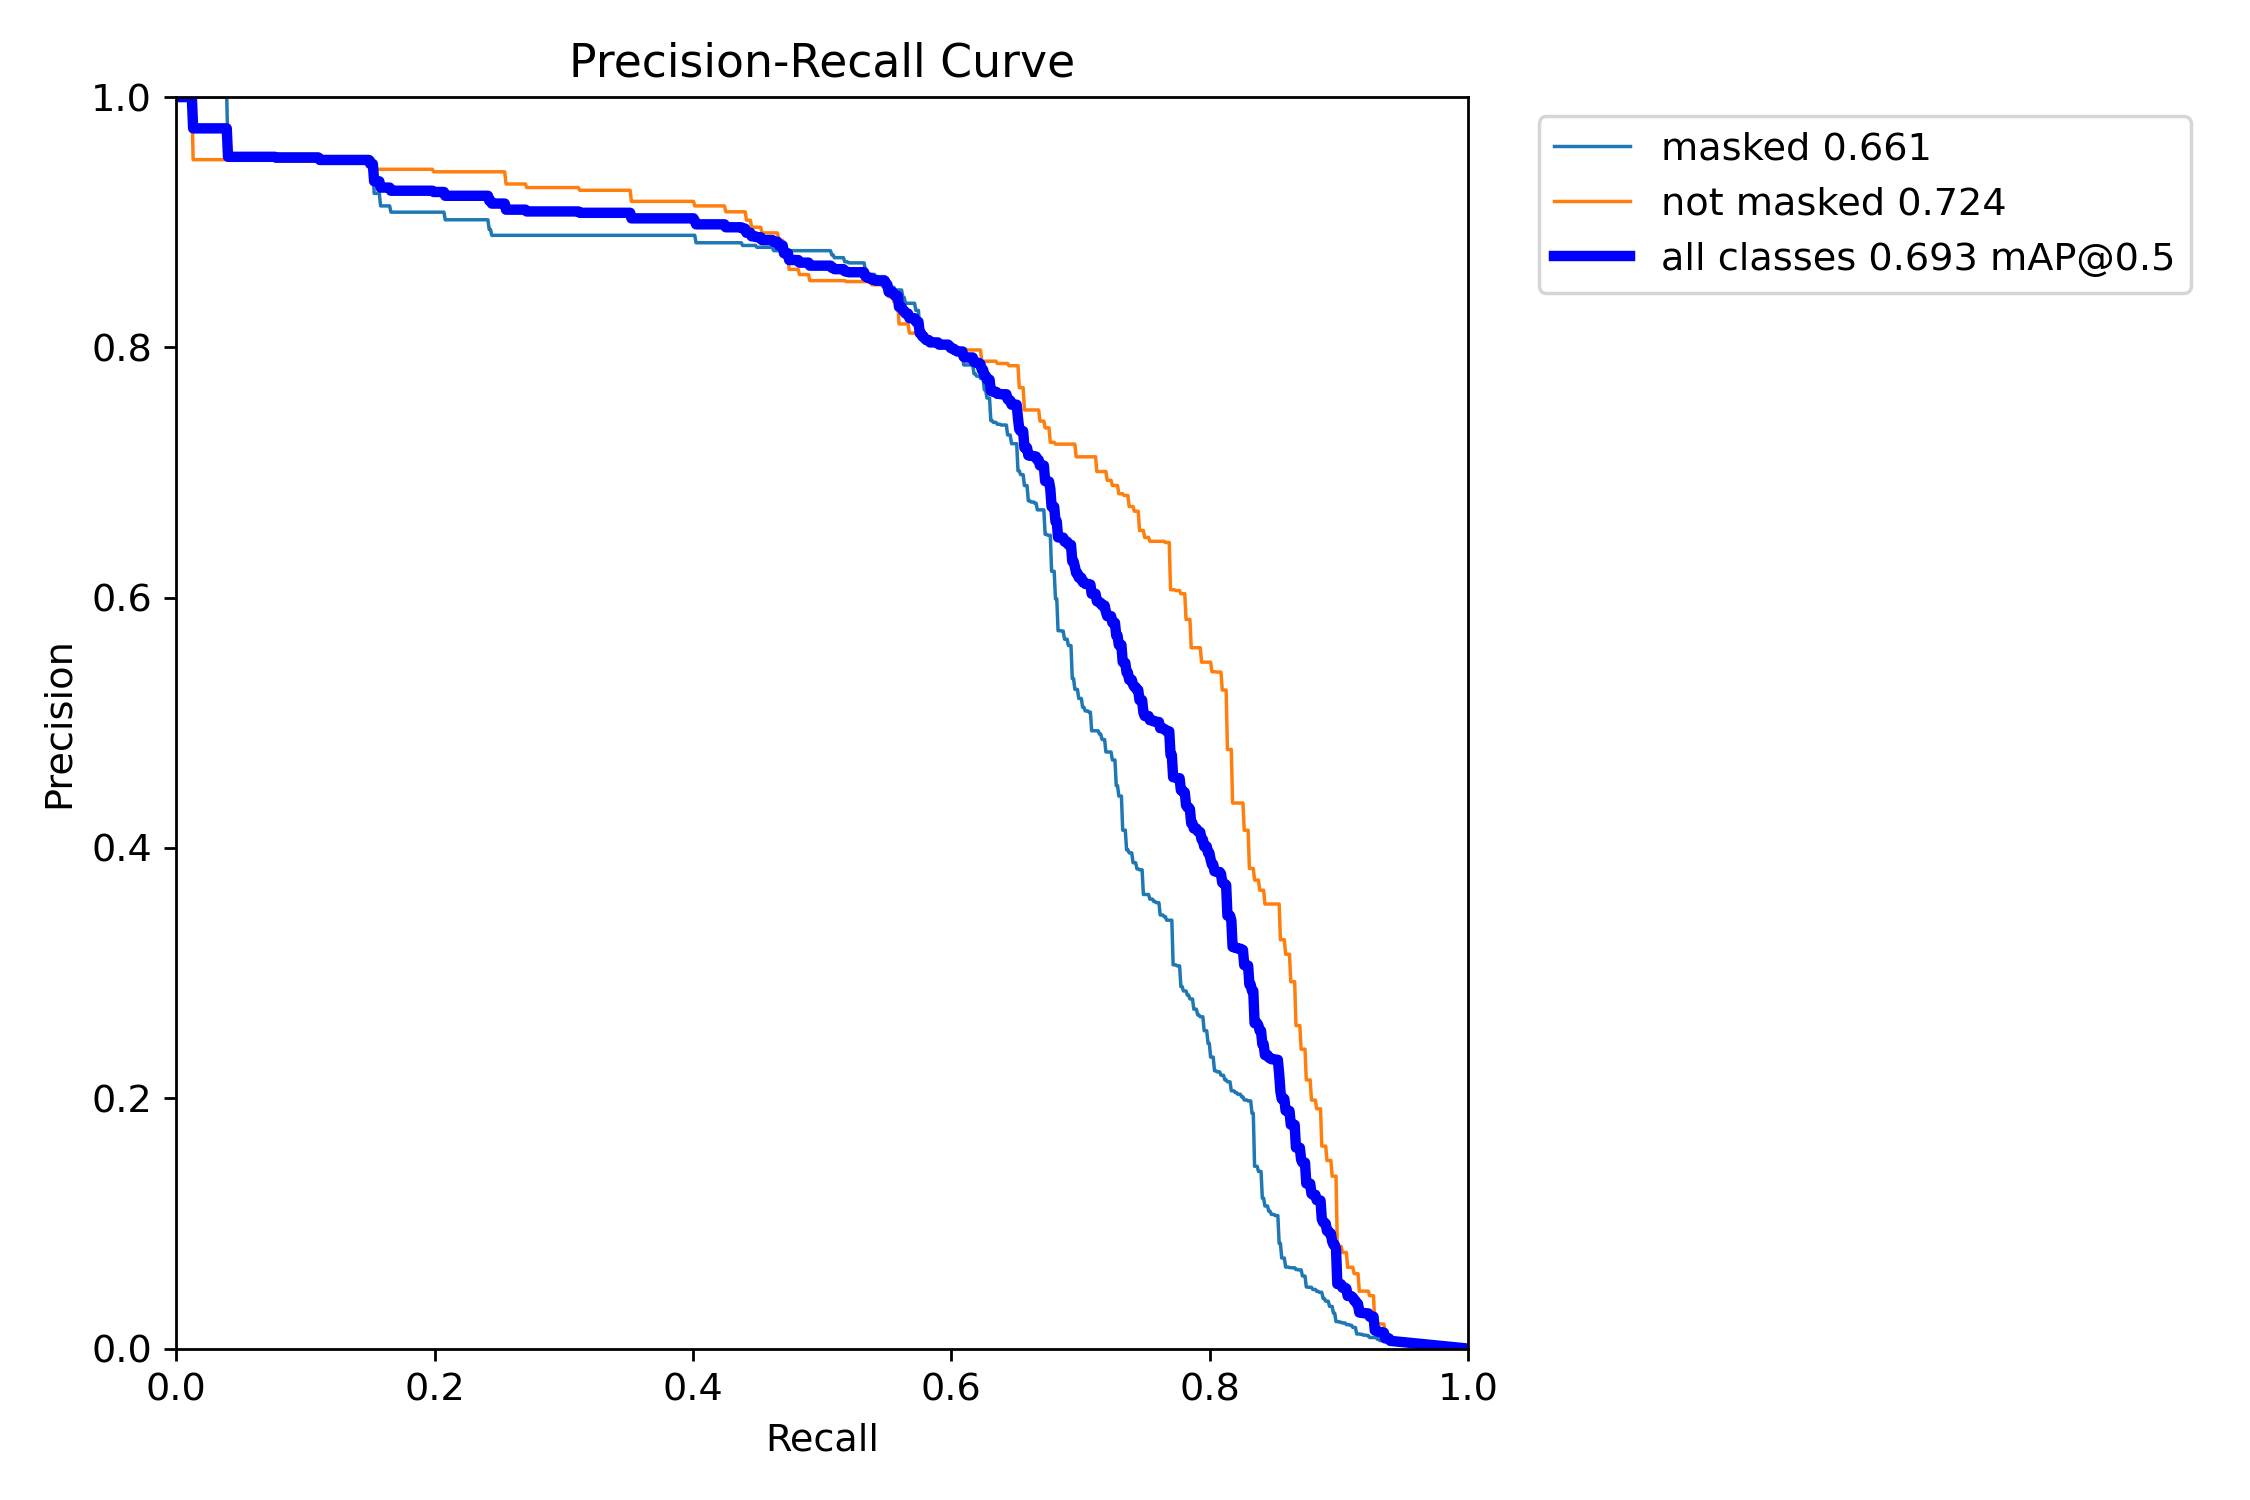 Precision-Recall Curve
masked 0.661
not masked 0.724
all classes 0.693 mAP@0.5
1.0
0.8
0.6
0.4
0.2
0.0
Precision
0.0 0.2 0.4 0.6 0.8 1.0
Recall